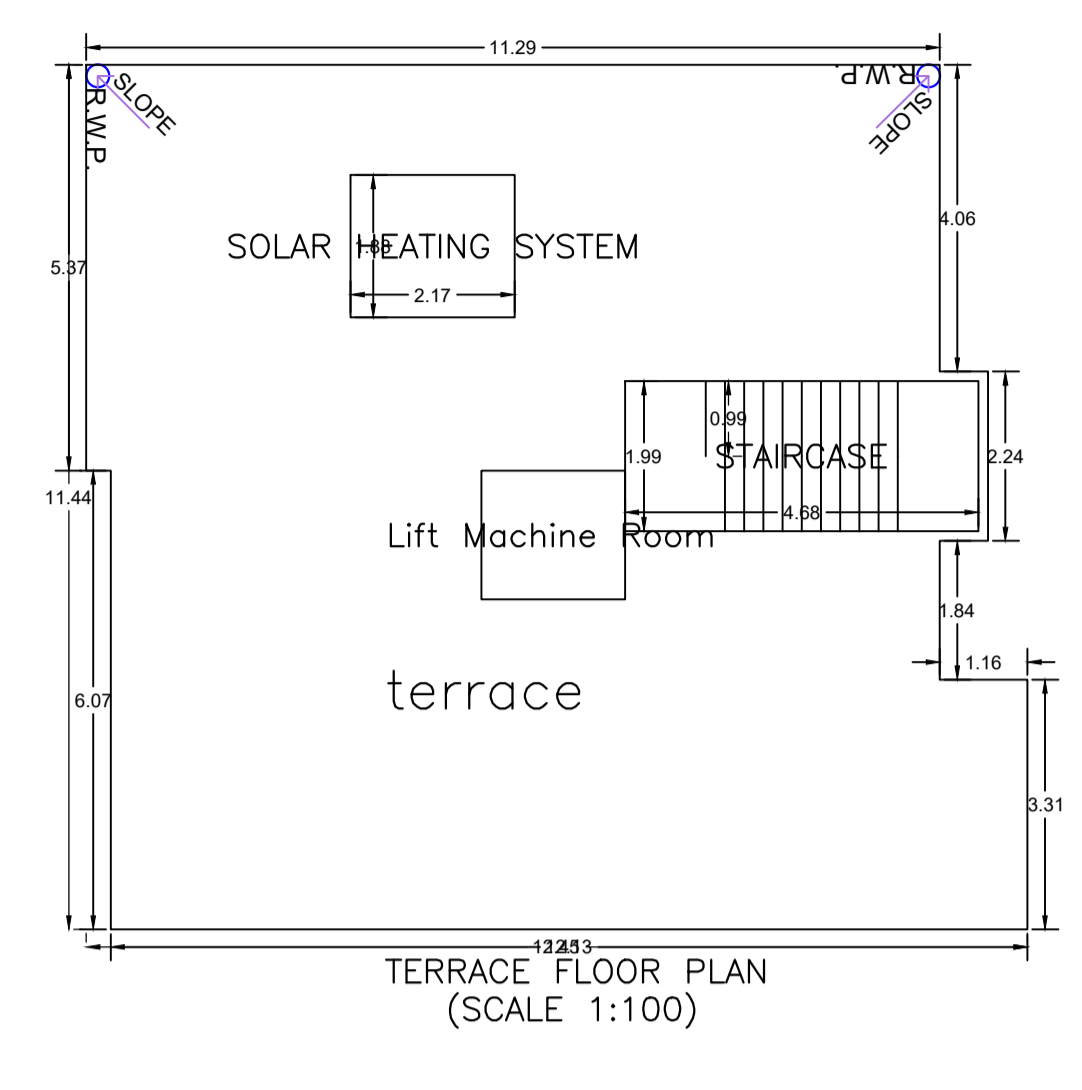 11.29
R.W.P.
SLOPE
R.W.P.
SLOPE
4.06
5.37
SOLAR HEATING SYSTEM
1.88
2.17
0.99
1.99
STAIRCASE
2.24
4.68
11.44
Lift Machine Room
1.84
1.16
terrace
6.07
3.31
TERRACE FLOOR PLAN
(SCALE 1:100)